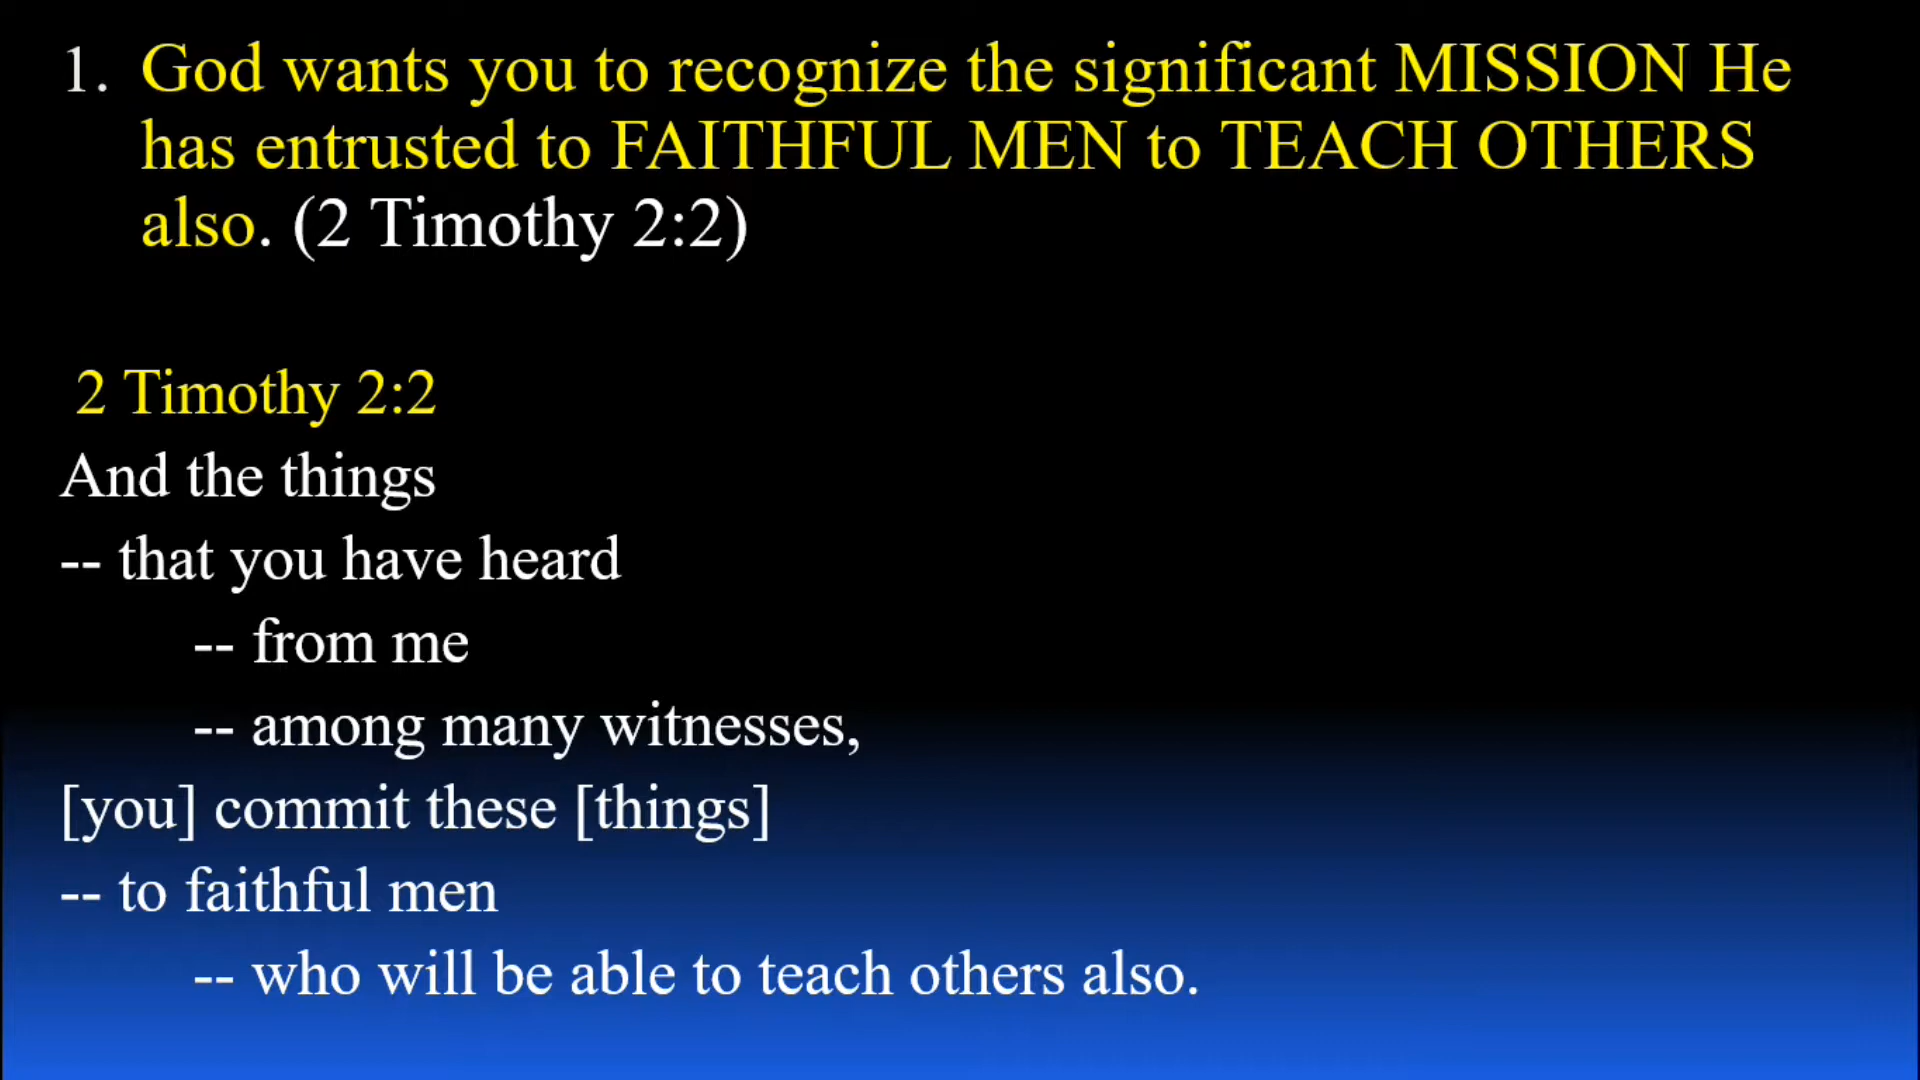 1. God wants you to recognize the significant MISSION He
has entrusted to FAITHFUL MEN to TEACH OTHERS
also. (2 Timothy 2:2)
2 Timothy 2:2
And the things
-- that you have heard
-- from me
-- among many witnesses,
[you] commit these [things]
-- to faithful men
-- who will be able to teach others also.